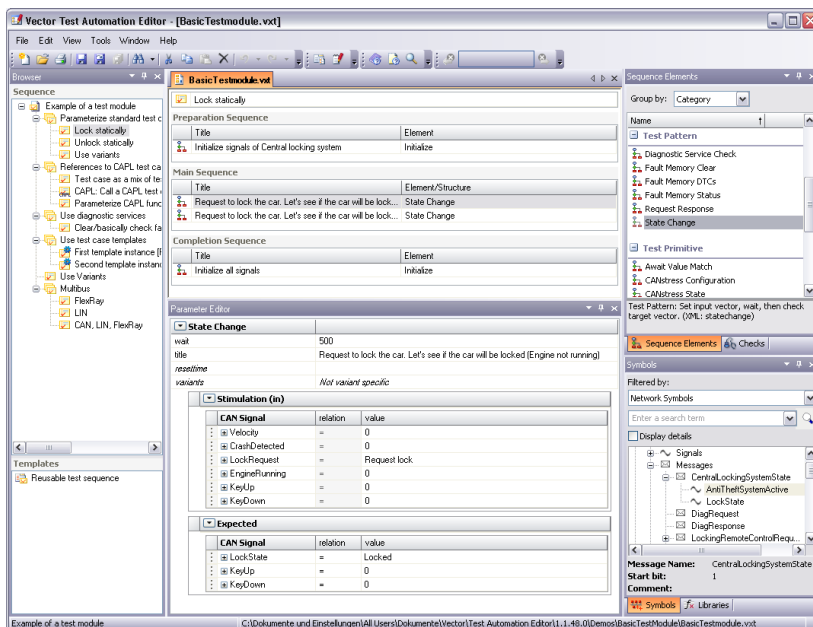 Vector Test Automation Editor - [BasicTestmodule.vxt]
File Edit View Tools Window Help
Browser
Sequence
Example of a test module
Parameterize standard test c
Lock statically
Unlock statically
Use variants
References to CAPL test ca
Test case as a mix of te
CAPL: Call a CAPL test
Parameterize CAPL func
Use diagnostic services
Clear/basically check fa
Use test case templates
First template instance [
Second template instan
Use Variants
Multibus
FlexRay
LIN
CAN, LIN, FlexRay
Templates
Reusable test sequence
BasicTestmodule.vxt
Lock statically
Preparation Sequence
Title Element
Initialize signals of Central locking system Initialize
Main Sequence
Title Element/Structure
Request to lock the car. Let's see if the car will be lock... State Change
Request to lock the car. Let's see if the car will be lock... State Change
Completion Sequence
Title Element
Initialize all signals Initialize
Parameter Editor
State Change
wait 500
title Request to lock the car. Let's see if the car will be locked (Engine not running)
resettime
variants Not variant specific
Stimulation (in)
CAN Signal relation value
Velocity = 0
CrashDetected = 0
LockRequest = Request lock
EngineRunning = 0
KeyUp = 0
KeyDown = 0
Expected
CAN Signal relation value
LockState = Locked
KeyUp = 0
KeyDown = 0
Sequence Elements
Group by: Category
Name
Test Pattern
Diagnostic Service Check
Fault Memory Clear
Fault Memory DTCs
Fault Memory Status
Request Response
State Change
Test Primitive
Await Value Match
CANstress Configuration
CANstress State
Test Pattern: Set input vector, wait, then check
target vector. (XML: statechange)
Sequence Elements Checks
Symbols
Filtered by:
Network Symbols
Enter a search term
Display details
Signals
Messages
CentralLockingSystemState
AntiTheftSystemActive
LockState
DiagRequest
DiagResponse
LockingRemoteControlRequ...
Message Name: CentralLockingSystemState
Start bit: 1
Comment:
Symbols Libraries
Example of a test module C:\Dokumente und Einstellungen\All Users\Dokumente\Vector\Test Automation Editor\1.1.48.0\Demos\BasicTestModule\BasicTestmodule.vxt